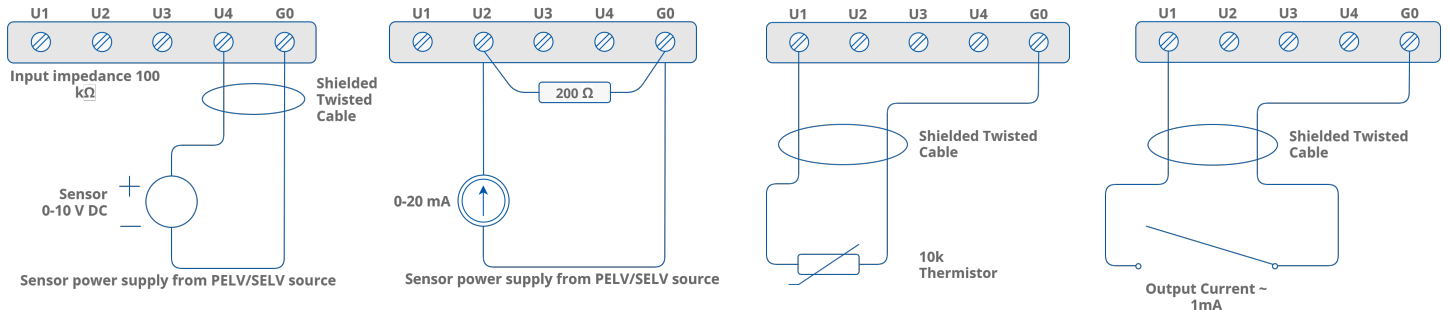 U1 U2 U3 U4 G0
Input impedance 100
kΩ
Shielded
Twisted
Cable
Sensor
0-10 V DC
Sensor power supply from PELV/SELV source
U1 U2 U3 U4 G0
200 Ω
0-20 mA
Sensor power supply from PELV/SELV source
U1 U2 U3 U4 G0
Shielded Twisted
Cable
10k
Thermistor
U1 U2 U3 U4 G0
Shielded Twisted
Cable
Output Current ~
1mA